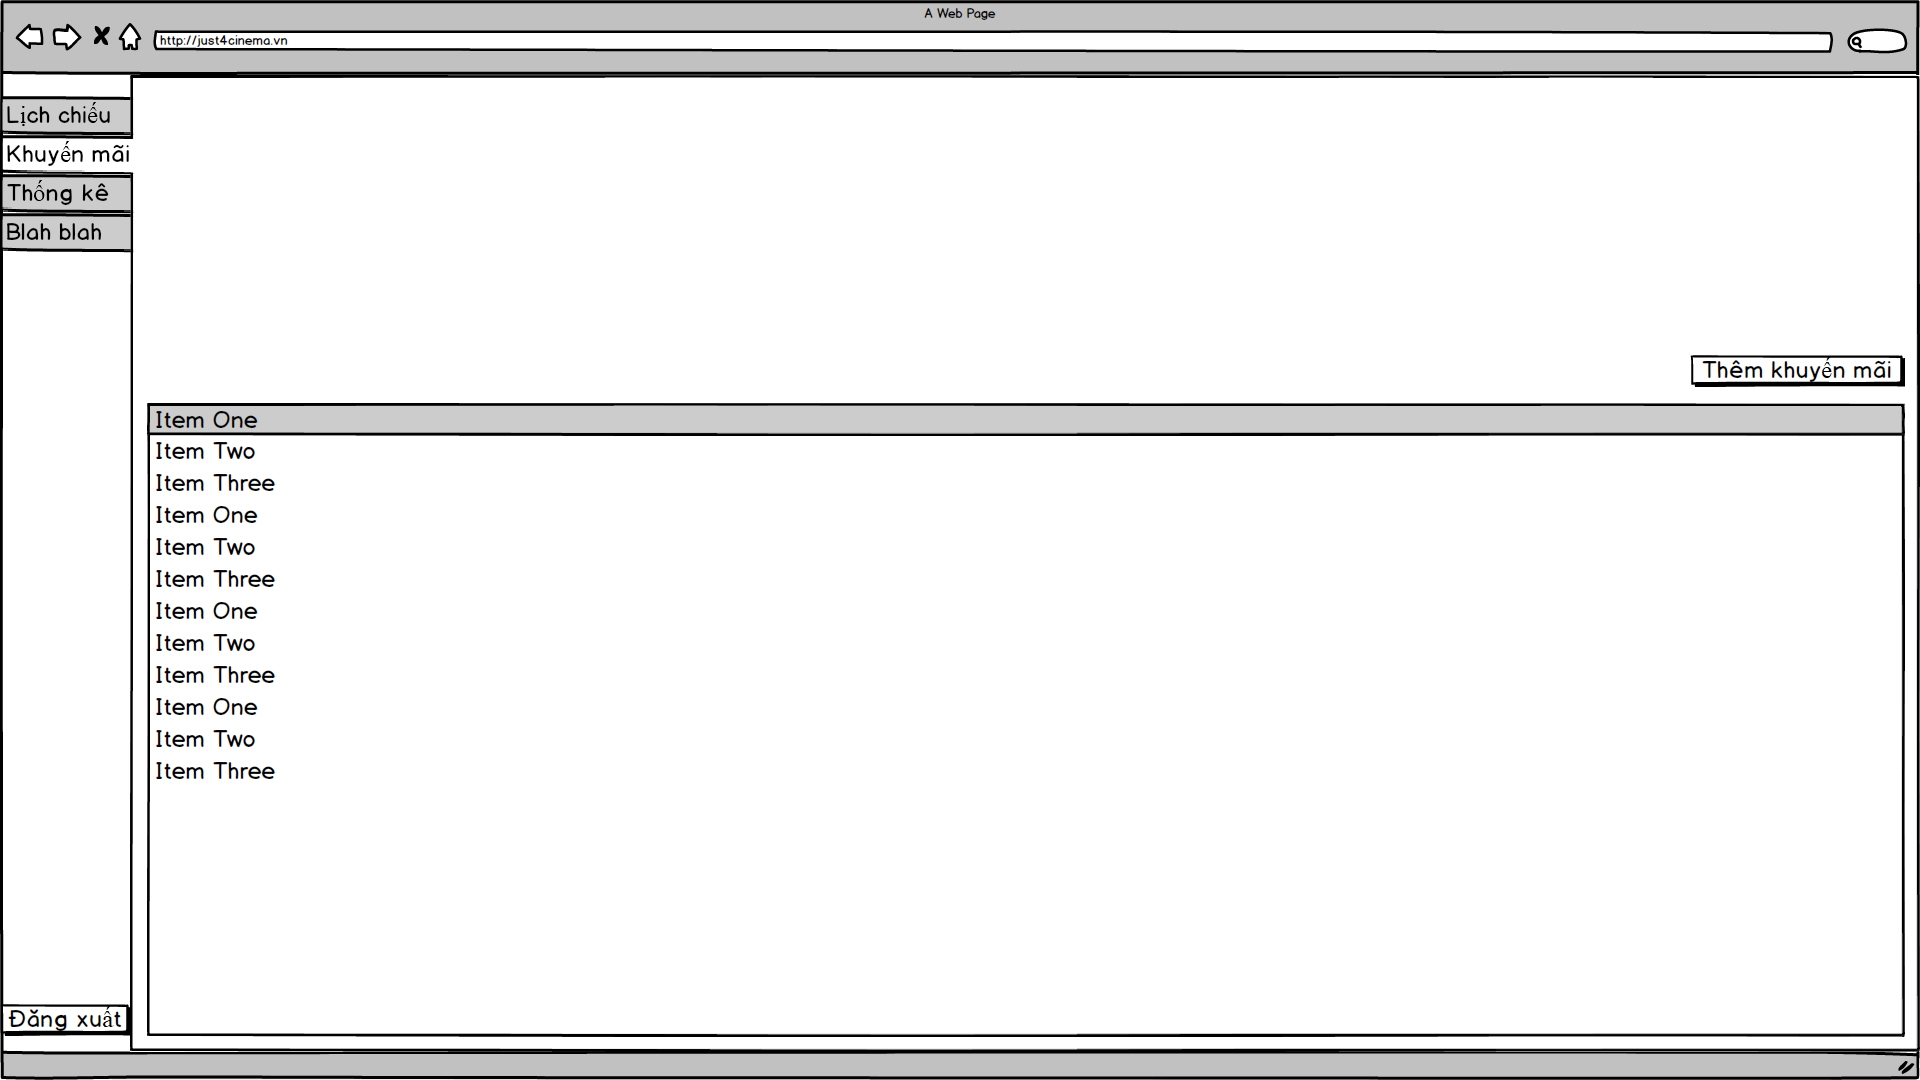 A Web Page
http://just4cinema.vn
Lịch chiếu
Khuyến mãi
Thống kê
Blah blah
Thêm khuyến mãi
Item One
Item Two
Item Three
Item One
Item Two
Item Three
Item One
Item Two
Item Three
Item One
Item Two
Item Three
Đăng xuất